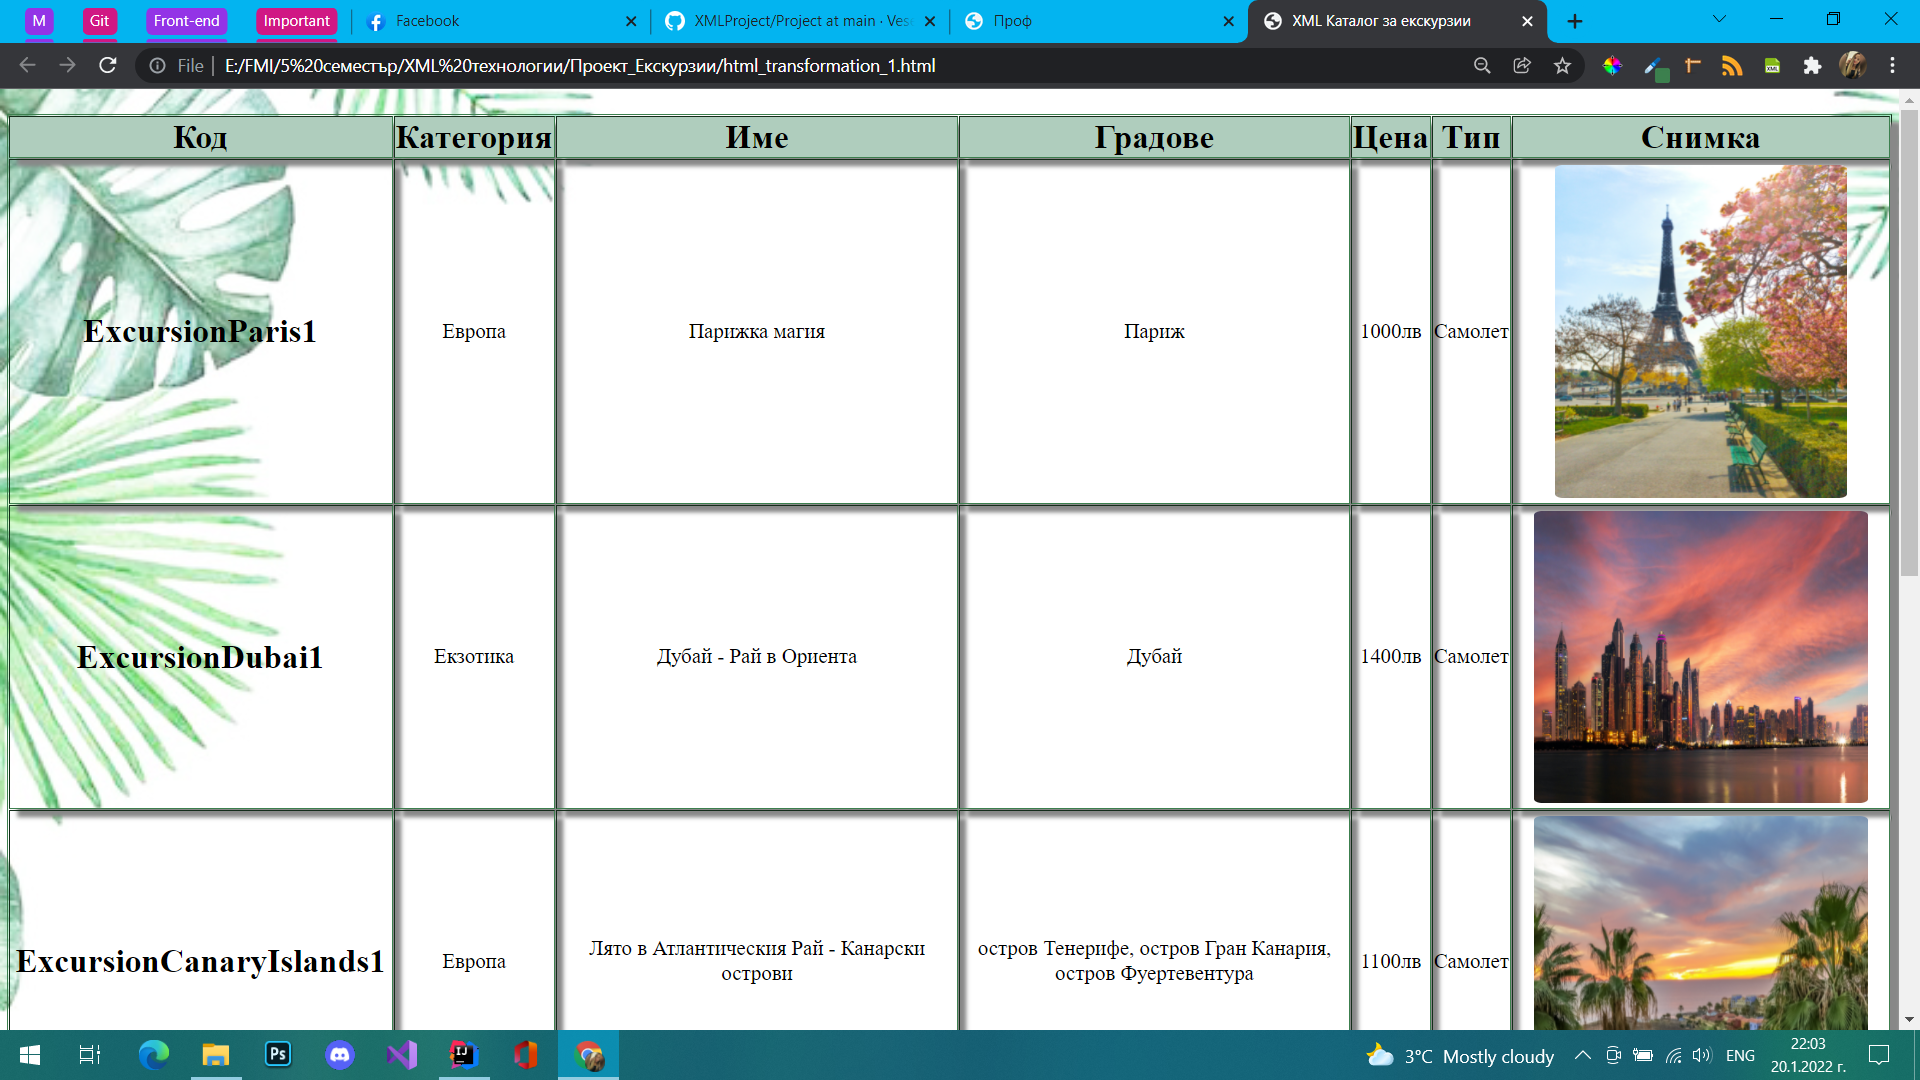 M Git Front-end Important Facebook XMLProject/Project at main · Vese Проф XML Каталог за екскурзии
File E:/FMI/5%20семестър/XML%20технологии/Проект_Екскурзии/html_transformation_1.html
Код Категория Име Градове Цена Тип Снимка
ExcursionParis1 Европа Парижка магия Париж 1000лв Самолет
ExcursionDubai1 Екзотика Дубай - Рай в Ориента Дубай 1400лв Самолет
ExcursionCanaryIslands1 Европа Лято в Атлантическия Рай - Канарски острови остров Тенерифе, остров Гран Канария, остров Фуертевентура 1100лв Самолет
3°C Mostly cloudy ENG 22:03
20.1.2022 г.